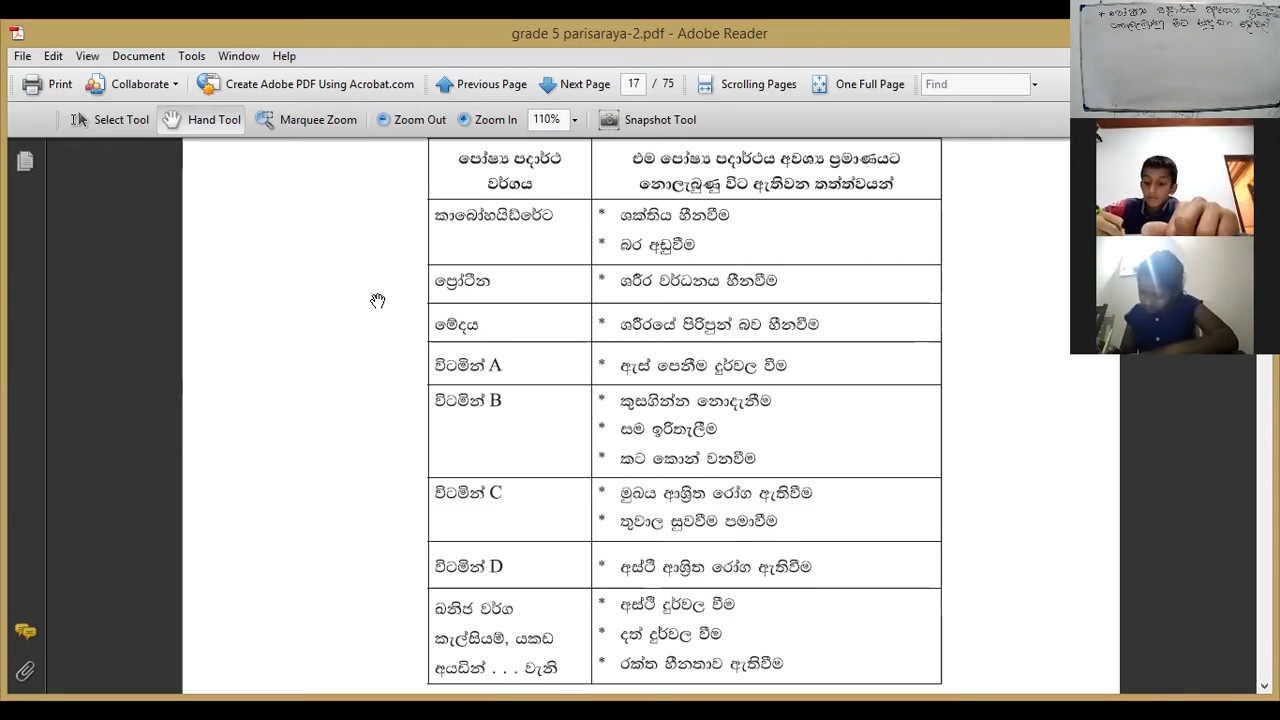 grade 5 parisaraya-2.pdf - Adobe Reader
File Edit View Document Tools Window Help
Print Collaborate Create Adobe PDF Using Acrobat.com Previous Page Next Page 17 / 75 Scrolling Pages One Full Page Find
Select Tool Hand Tool Marquee Zoom Zoom Out Zoom In 110% Snapshot Tool
පෝෂ්‍ය පදාර්ථ වර්ගය
එම පෝෂ්‍ය පදාර්ථය අවශ්‍ය ප්‍රමාණයට
නොලැබුණු විට ඇතිවන තත්ත්වයන්
කාබෝහයිඩ්රේට * ශක්තිය හීනවීම
* බර අඩුවීම
ප්‍රෝටීන * ශරීර වර්ධනය හීනවීම
මේදය * ශරීරයේ පිරිපුන් බව හීනවීම
විටමින් A * ඇස් පෙනීම දුර්වල වීම
විටමින් B * කුසගින්න නොදැනීම
* සම ඉරිතැලීම
* කට කොන් වනවීම
විටමින් C * මුඛය ආශ්‍රිත රෝග ඇතිවීම
* තුවාල සුවවීම පමාවීම
විටමින් D * අස්ථි ආශ්‍රිත රෝග ඇතිවීම
ඛනිජ වර්ග * අස්ථි දුර්වල වීම
කැල්සියම්, යකඩ * දත් දුර්වල වීම
අයඩින් . . . වැනි * රක්ත හීනතාව ඇතිවීම